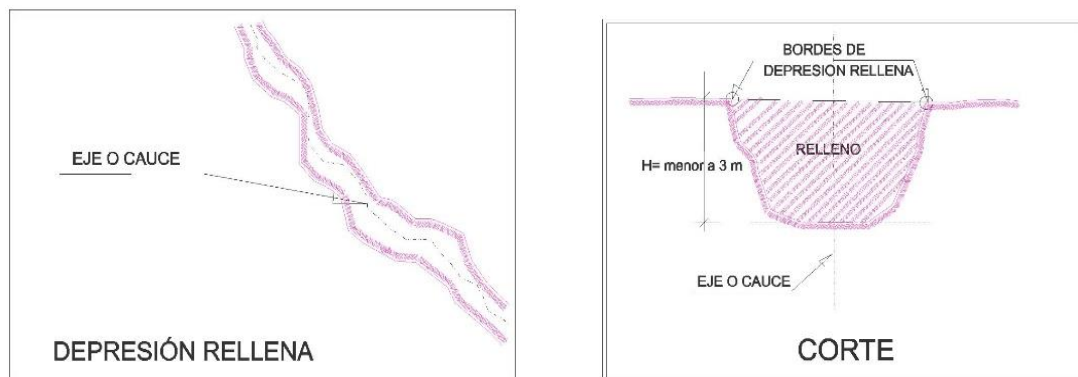 EJE O CAUCE
DEPRESIÓN RELLENA
BORDES DE
DEPRESION RELLENA
RELLENO
H= menor a 3 m
EJE O CAUCE
CORTE